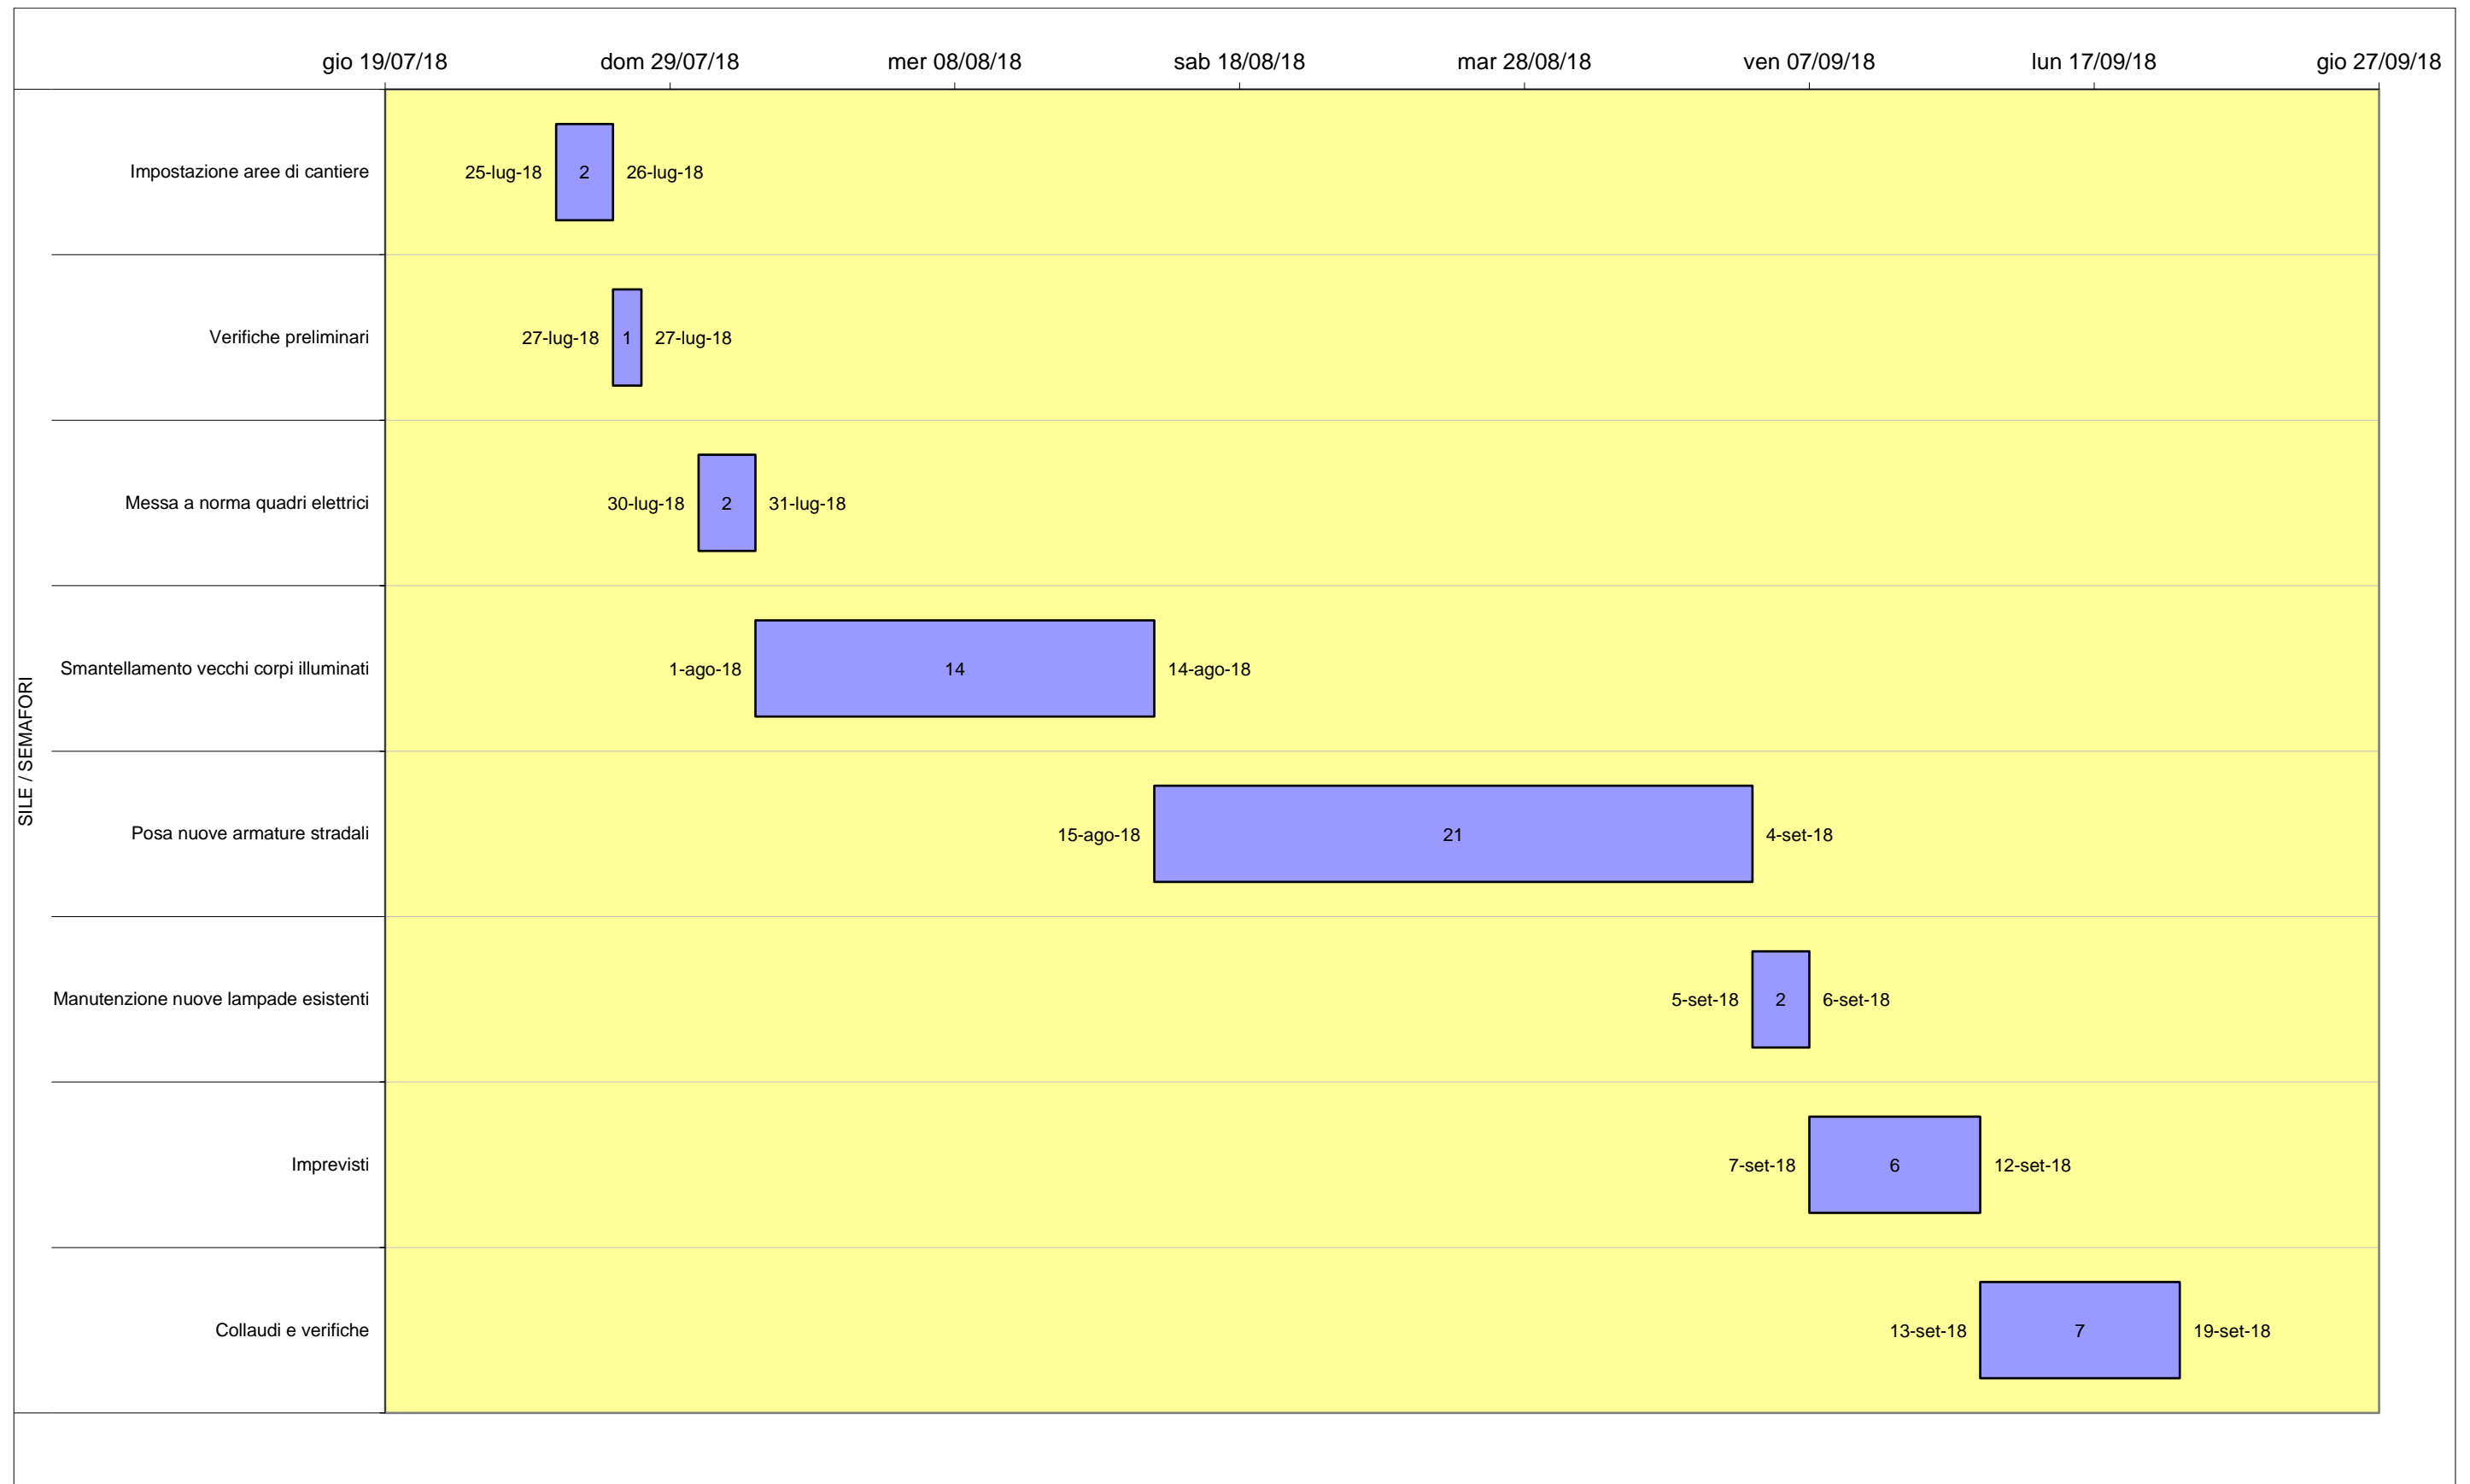 gio 19/07/18 dom 29/07/18 mer 08/08/18 sab 18/08/18 mar 28/08/18 ven 07/09/18 lun 17/09/18 gio 27/09/18
SILE / SEMAFORI
Impostazione aree di cantiere 25-lug-18 2 26-lug-18
Verifiche preliminari 27-lug-18 1 27-lug-18
Messa a norma quadri elettrici 30-lug-18 2 31-lug-18
Smantellamento vecchi corpi illuminati 1-ago-18 14 14-ago-18
Posa nuove armature stradali 15-ago-18 21 4-set-18
Manutenzione nuove lampade esistenti 5-set-18 2 6-set-18
Imprevisti 7-set-18 6 12-set-18
Collaudi e verifiche 13-set-18 7 19-set-18